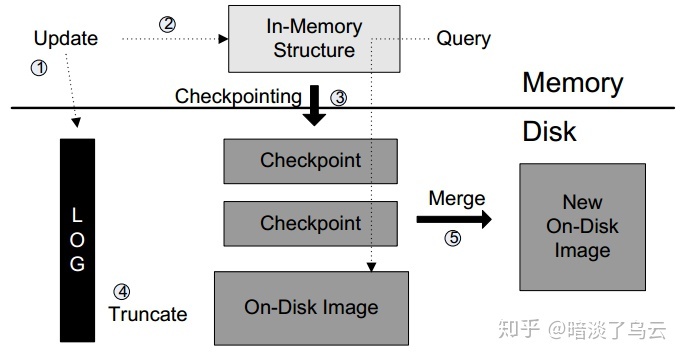 Update
①
②
In-Memory
Structure
Query
Checkpointing
③
Memory
Disk
LOG
Checkpoint
Checkpoint
Merge
⑤
New
On-Disk
Image
④
Truncate
On-Disk Image
知乎 @暗淡了乌云